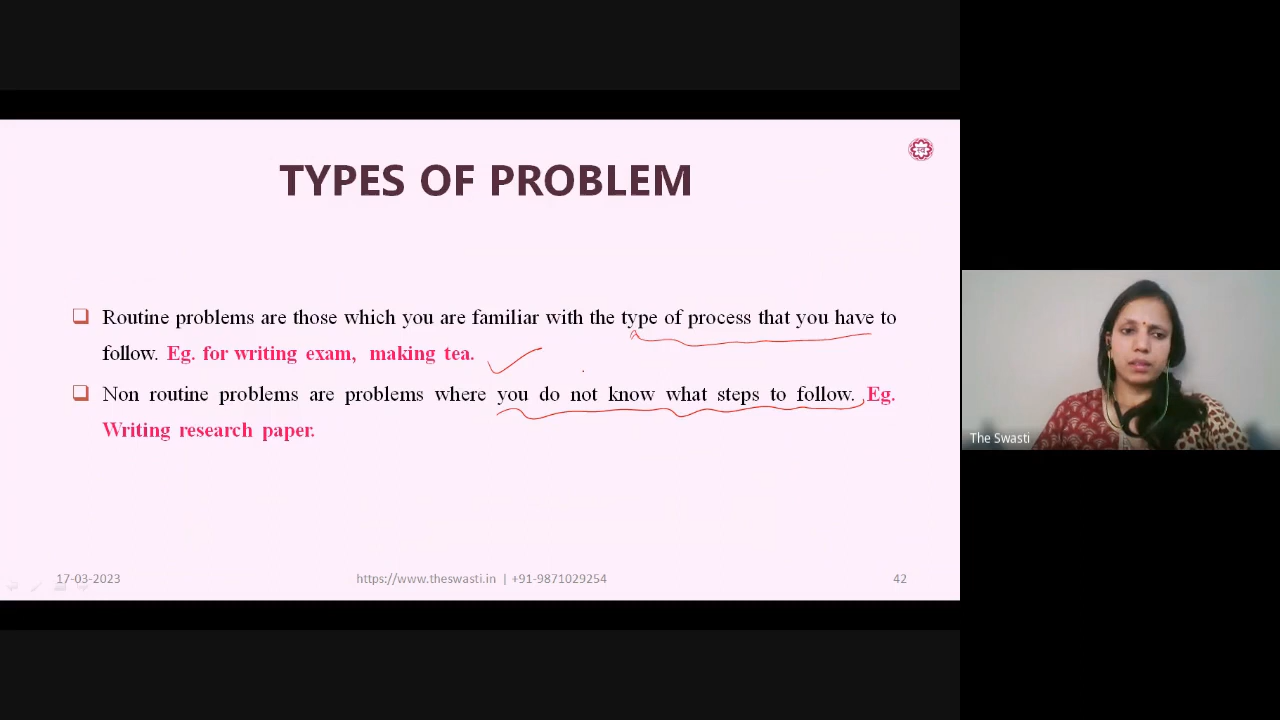 TYPES OF PROBLEM
❑ Routine problems are those which you are familiar with the type of process that you have to
follow. Eg. for writing exam, making tea.
❑ Non routine problems are problems where you do not know what steps to follow. Eg.
Writing research paper.
The Swasti
17-03-2023 https://www.theswasti.in | +91-9871029254 42